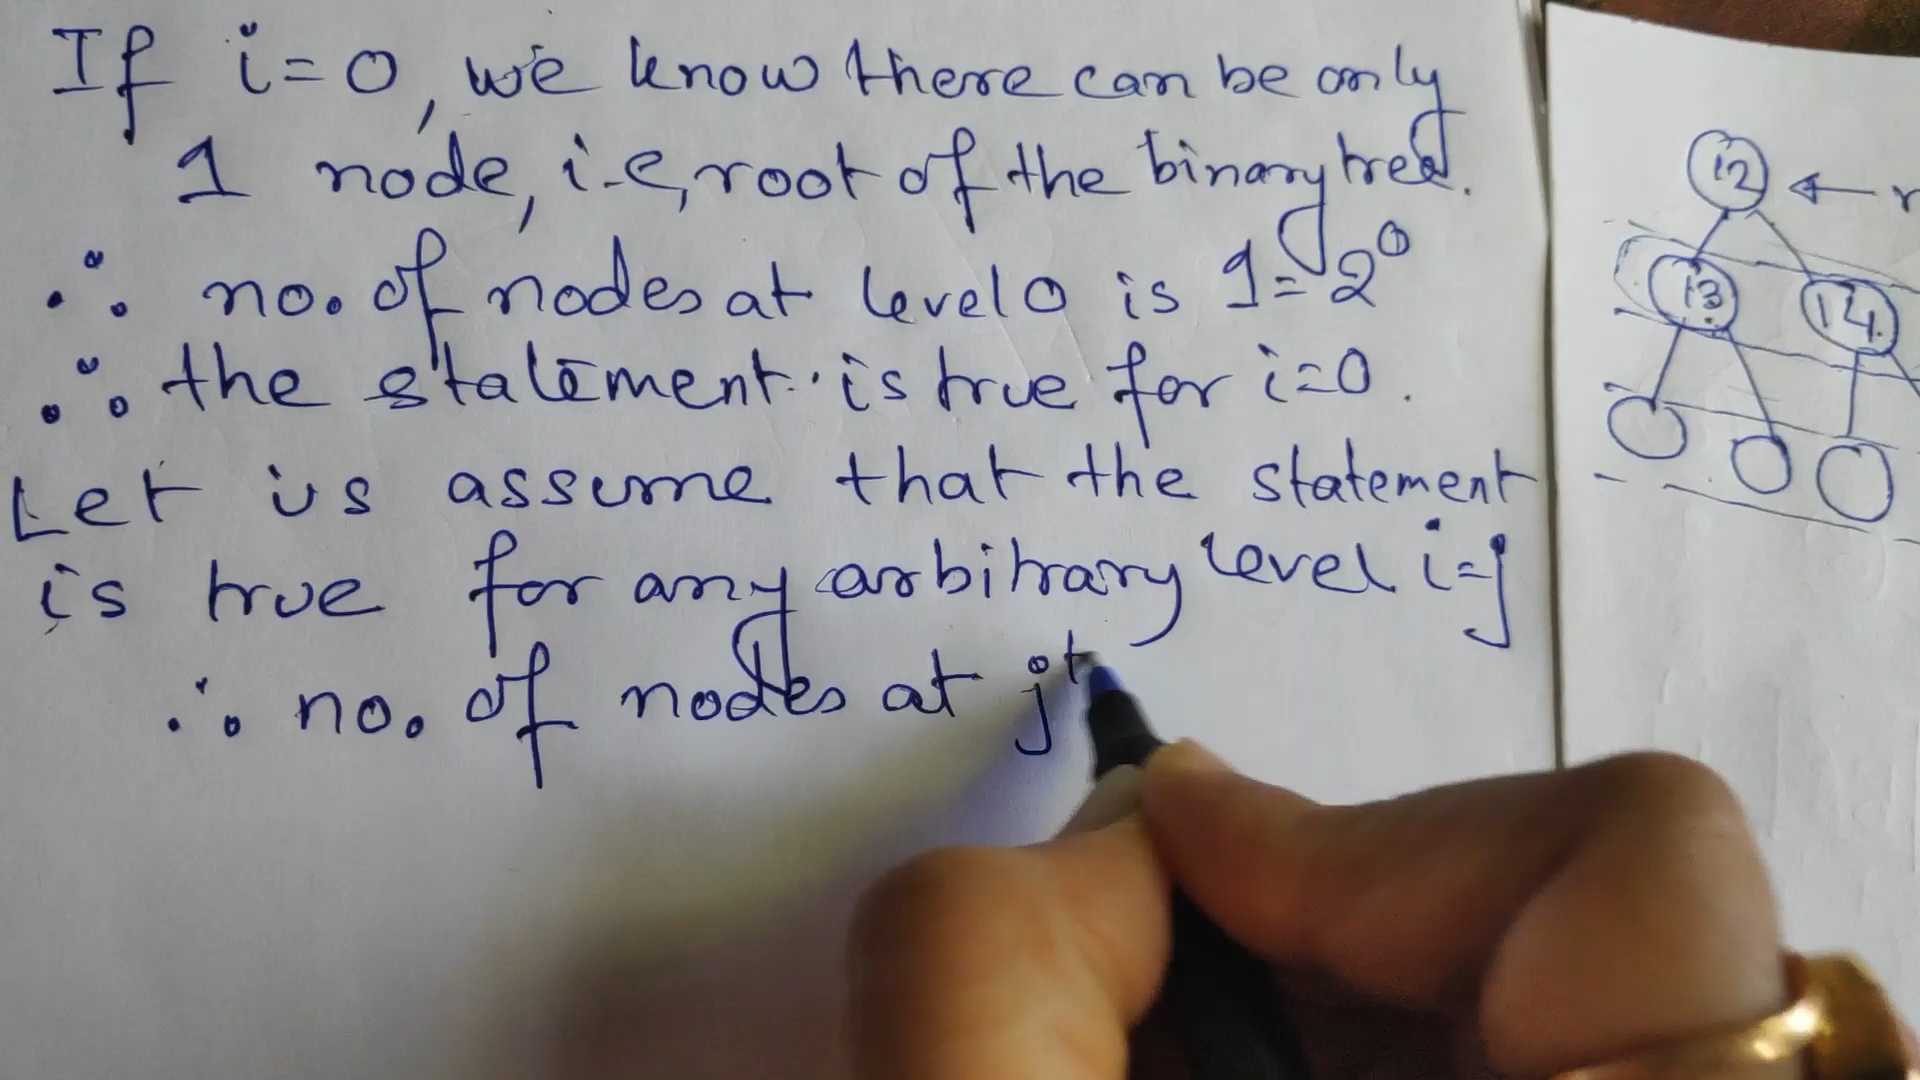 If i=0, we know there can be only
1 node, i.e, root of the binary tree.
∴ no. of nodes at level 0 is 1=2⁰
∴ the statement is true for i=0.
Let us assume that the statement
is true for any arbitrary level i=j
∴ no. of nodes at jᵗ
12 ← r
13 14